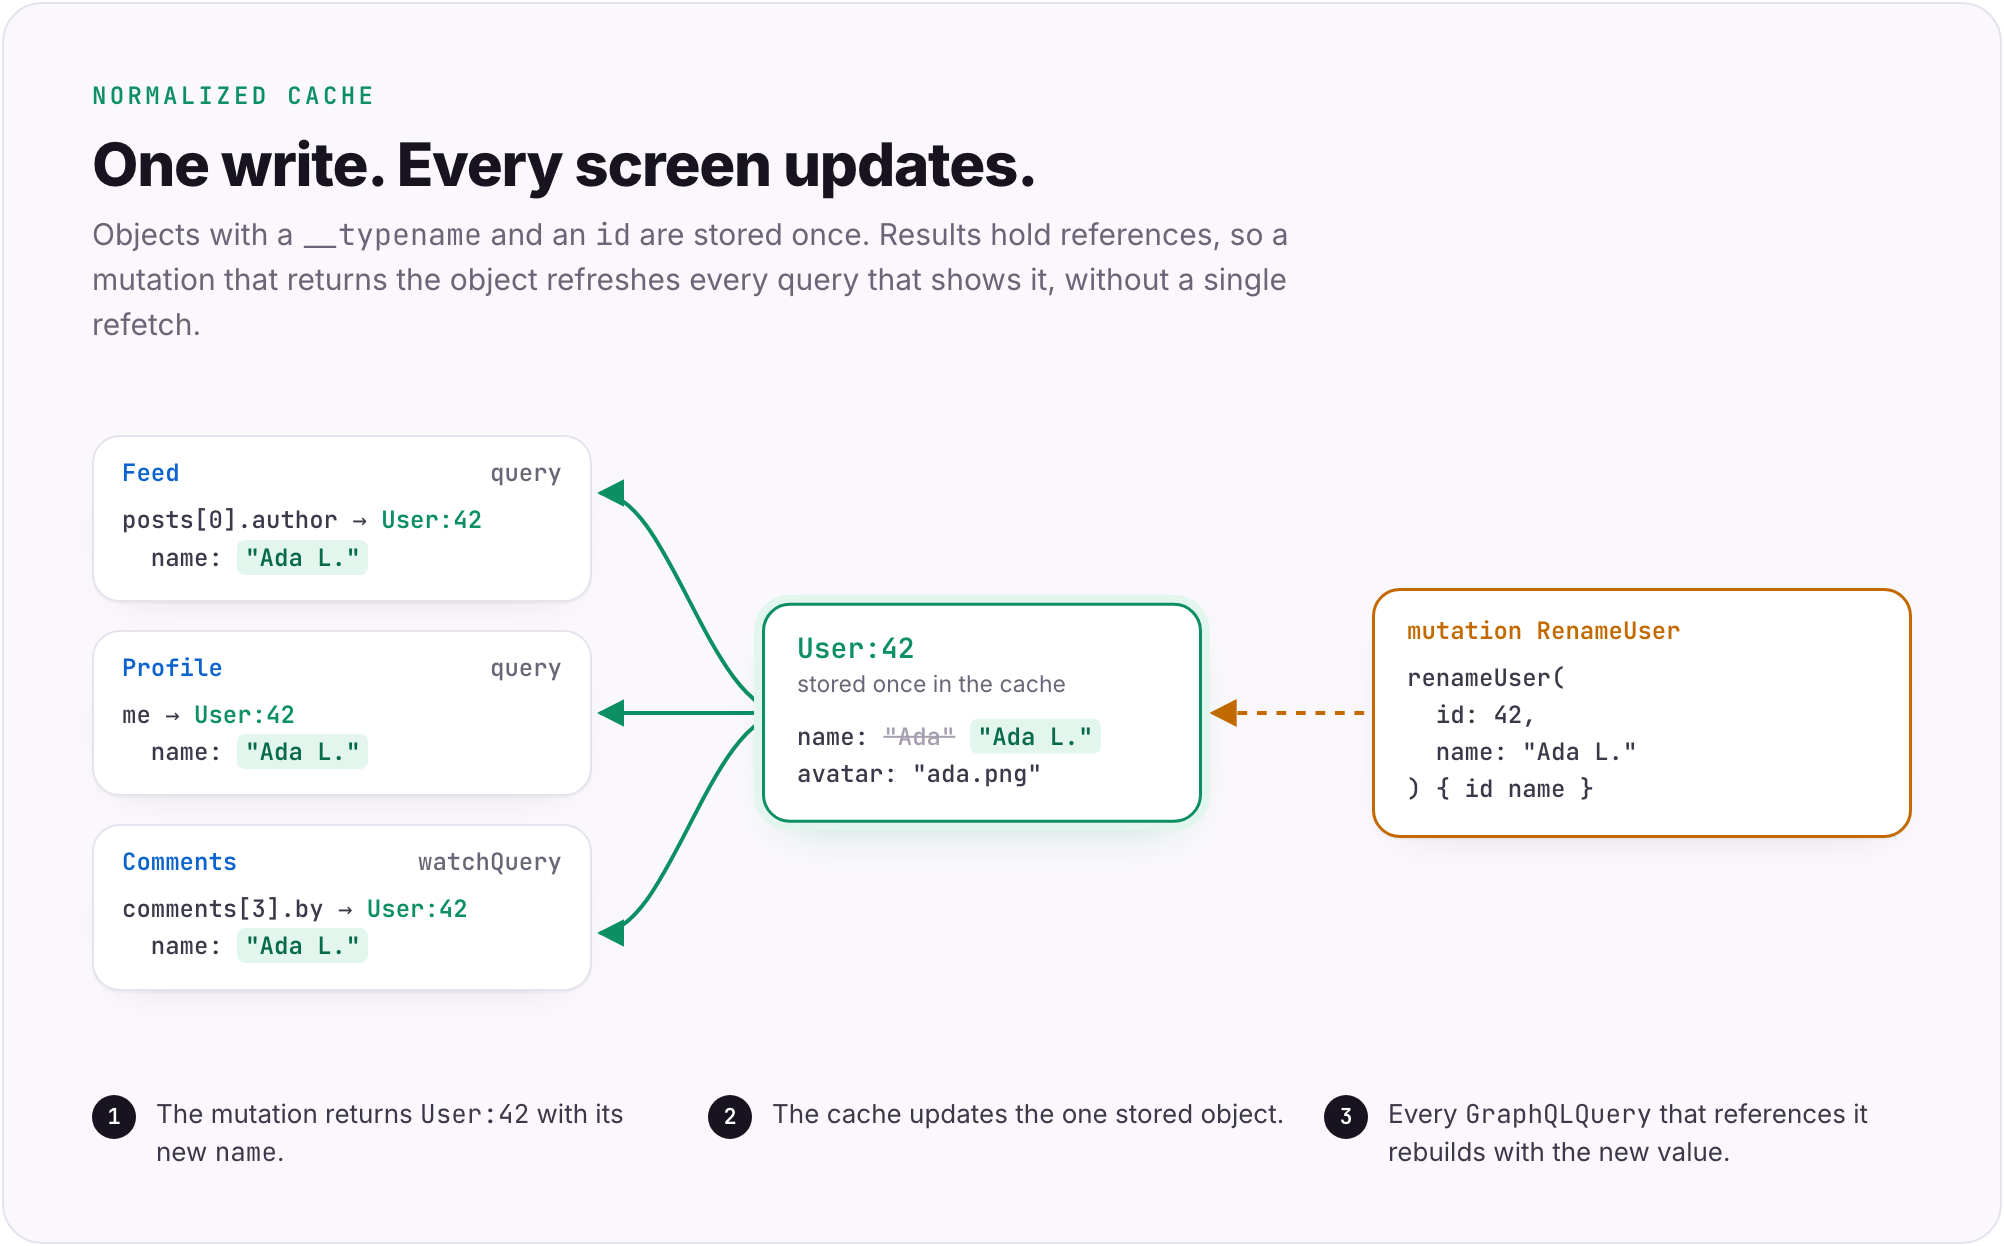 NORMALIZED CACHE
One write. Every screen updates.
Objects with a __typename and an id are stored once. Results hold references, so a
mutation that returns the object refreshes every query that shows it, without a single
refetch.
Feed query
posts[0].author → User:42
name: "Ada L."
Profile query
me → User:42
name: "Ada L."
Comments watchQuery
comments[3].by → User:42
name: "Ada L."
User:42
stored once in the cache
name: "Ada" "Ada L."
avatar: "ada.png"
mutation RenameUser
renameUser(
id: 42,
name: "Ada L."
) { id name }
1 The mutation returns User:42 with its
new name.
2 The cache updates the one stored object.
3 Every GraphQLQuery that references it
rebuilds with the new value.